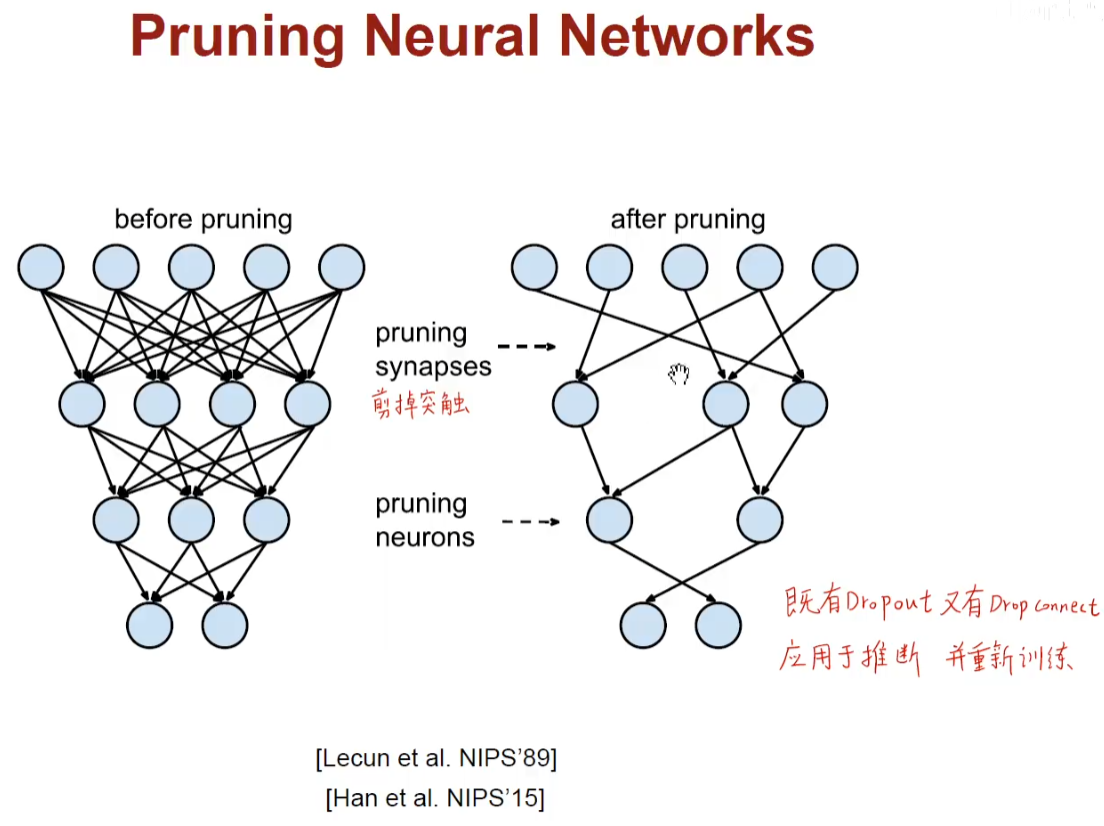 Pruning Neural Networks
before pruning
after pruning
pruning
synapses
剪掉突触
pruning
neurons
既有Dropout 又有Drop connect
应用于推断 并重新训练
[Lecun et al. NIPS’89]
[Han et al. NIPS’15]